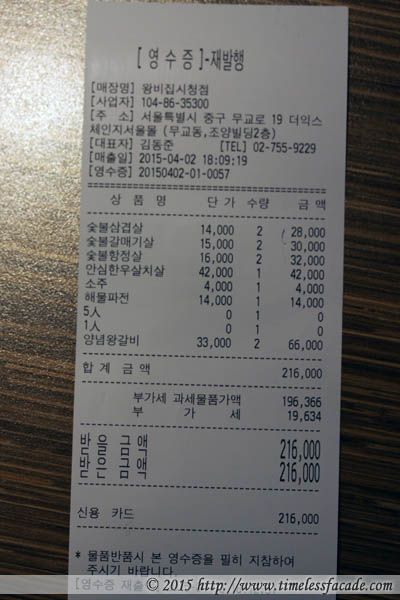 [ 영 수 증 ]-재발행
[매장명] 왕비집시청점
[사업자] 104-86-35300
[주 소] 서울특별시 중구 무교로 19 더익스
체인지서울몰 (무교동,조양빌딩2층)
[대표자] 김동준 [TEL] 02-755-9229
[매출일] 2015-04-02 18:09:19
[영수증] 20150402-01-0057
상 품 명 단 가 수량 금 액
숯불삼겹살 14,000 2 28,000
숯불갈매기살 15,000 2 30,000
숯불항정살 16,000 2 32,000
안심한우살치살 42,000 1 42,000
소주 4,000 1 4,000
해물파전 14,000 1 14,000
5人 0 1 0
1人 0 1 0
양념왕갈비 33,000 2 66,000
합 계 금 액 216,000
부가세 과세물품가액 196,366
부 가 세 19,634
받을 금액 216,000
받은 금액 216,000
신용 카드 216,000
* 물품반품시 본 영수증을 필히 지참하여
주시기 바랍니다.
[영수증 재출
© 2015 http://www.timelessfacade.com